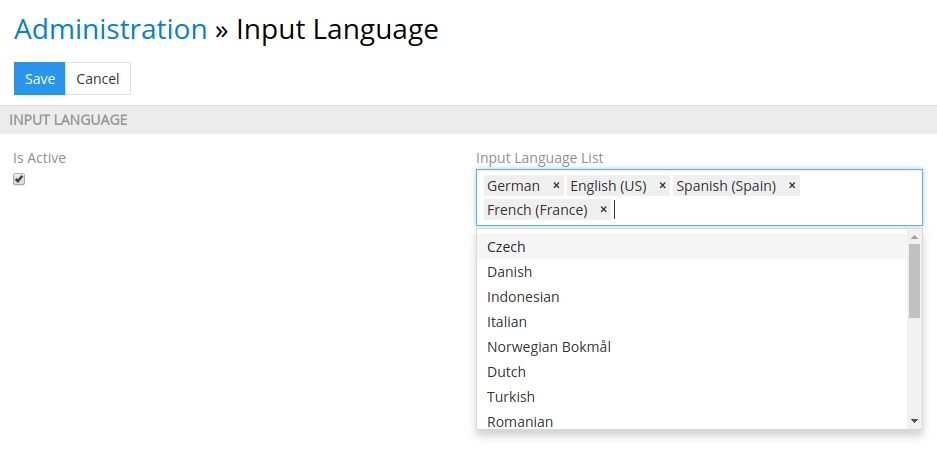 Administration » Input Language
Save Cancel
INPUT LANGUAGE
Is Active
Input Language List
German × English (US) × Spanish (Spain) ×
French (France) ×
Czech
Danish
Indonesian
Italian
Norwegian Bokmål
Dutch
Turkish
Romanian